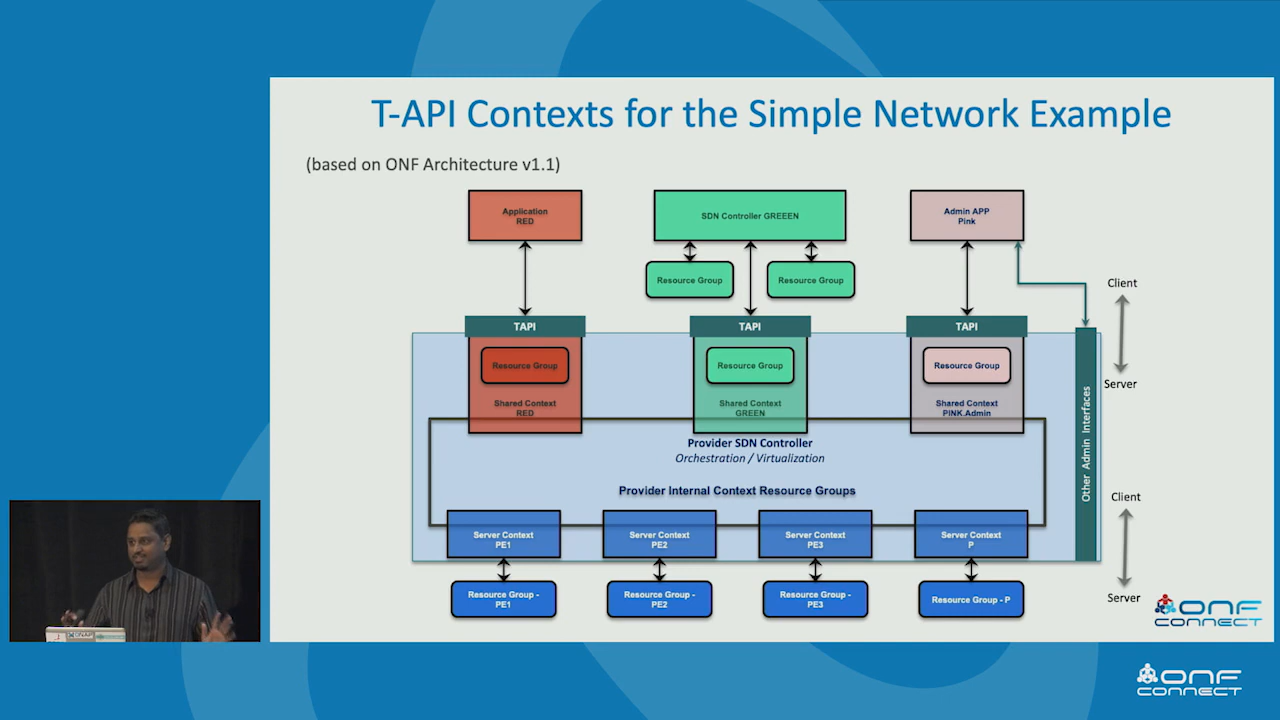 T-API Contexts for the Simple Network Example
(based on ONF Architecture v1.1)
Application
RED
SDN Controller GREEEN
Admin APP
Pink
Resource Group
Resource Group
Client
TAPI
TAPI
TAPI
Resource Group
Resource Group
Resource Group
Server
Shared Context
RED
Shared Context
GREEN
Shared Context
PINK.Admin
Other Admin Interfaces
Provider SDN Controller
Orchestration / Virtualization
Provider Internal Context Resource Groups
Client
Server Context
PE1
Server Context
PE2
Server Context
PE3
Server Context
P
Resource Group -
PE1
Resource Group -
PE2
Resource Group -
PE3
Resource Group - P
Server
ONF
CONNECT
ONAP
ONF
CONNECT